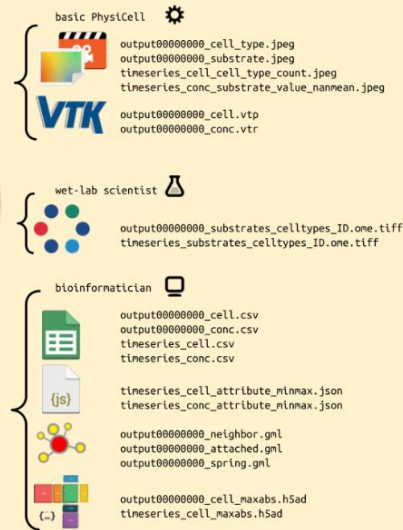 basic PhysiCell
output00000000_cell_type.jpeg
output00000000_substrate.jpeg
timeseries_cell_cell_type_count.jpeg
timeseries_conc_substrate_value_nanmean.jpeg
VTK
output00000000_cell.vtp
output00000000_conc.vtr
wet-lab scientist
output00000000_substrates_celltypes_ID.ome.tiff
timeseries_substrates_celltypes_ID.ome.tiff
bioinformatician
output00000000_cell.csv
output00000000_conc.csv
timeseries_cell.csv
timeseries_conc.csv
{js}
timeseries_cell_attribute_minmax.json
timeseries_conc_attribute_minmax.json
output00000000_neighbor.gml
output00000000_attached.gml
output00000000_spring.gml
{...}
output00000000_cell_maxabs.h5ad
timeseries_cell_maxabs.h5ad